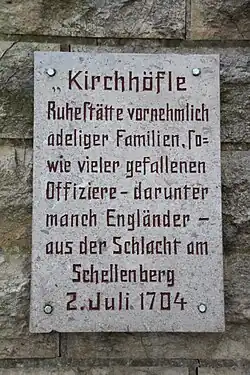 „Kirchhöfle
Ruhestätte vornehmlich
adeliger Familien, so-
wie vieler gefallenen
Offiziere – darunter
manch Engländer –
aus der Schlacht am
Schellenberg
2. Juli 1704